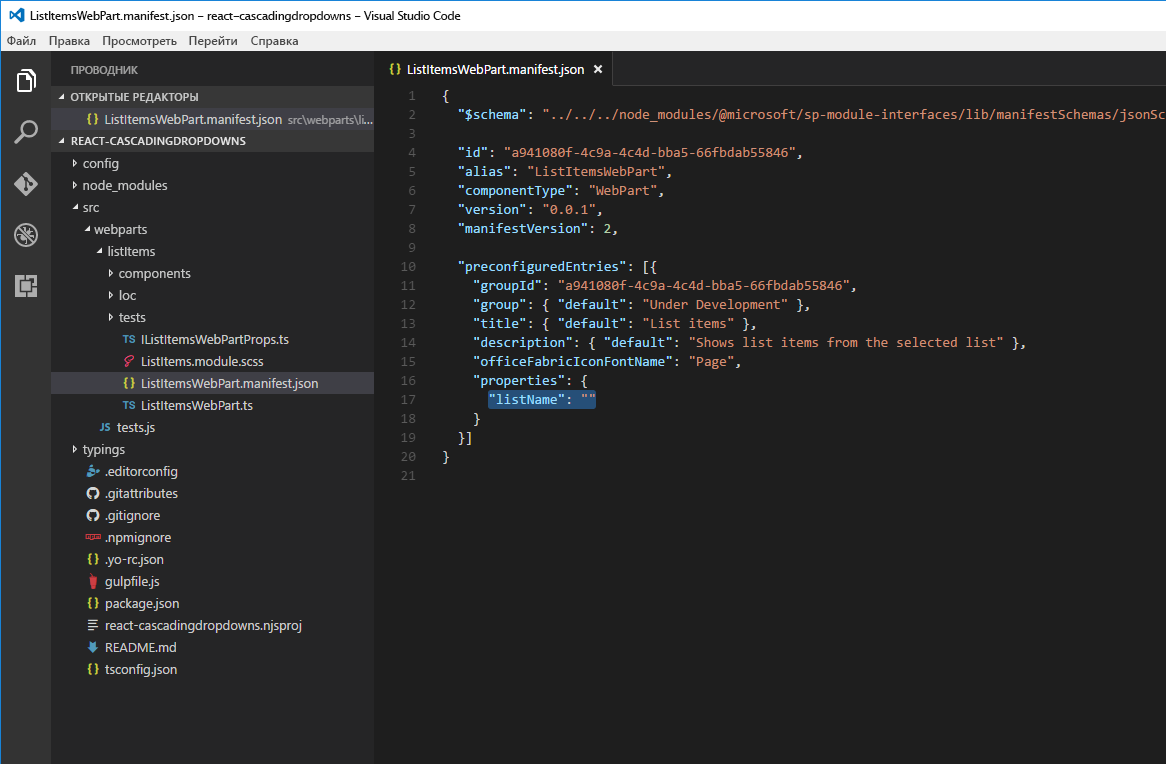 ListItemsWebPart.manifest.json - react-cascadingdropdowns - Visual Studio Code
Файл Правка Просмотреть Перейти Справка
ПРОВОДНИК
ОТКРЫТЫЕ РЕДАКТОРЫ
{} ListItemsWebPart.manifest.json src\webparts\li...
REACT-CASCADINGDROPDOWNS
config
node_modules
src
webparts
listItems
components
loc
tests
TS IListItemsWebPartProps.ts
ListItems.module.scss
{} ListItemsWebPart.manifest.json
TS ListItemsWebPart.ts
JS tests.js
typings
.editorconfig
.gitattributes
.gitignore
npm .npmignore
{} .yo-rc.json
gulpfile.js
{} package.json
react-cascadingdropdowns.njsproj
README.md
{} tsconfig.json
{} ListItemsWebPart.manifest.json
1 {
2 "$schema": "../../../node_modules/@microsoft/sp-module-interfaces/lib/manifestSchemas/jsonSc
3
4 "id": "a941080f-4c9a-4c4d-bba5-66fbdab55846",
5 "alias": "ListItemsWebPart",
6 "componentType": "WebPart",
7 "version": "0.0.1",
8 "manifestVersion": 2,
9
10 "preconfiguredEntries": [{
11 "groupId": "a941080f-4c9a-4c4d-bba5-66fbdab55846",
12 "group": { "default": "Under Development" },
13 "title": { "default": "List items" },
14 "description": { "default": "Shows list items from the selected list" },
15 "officeFabricIconFontName": "Page",
16 "properties": {
17 "listName": ""
18 }
19 }]
20 }
21